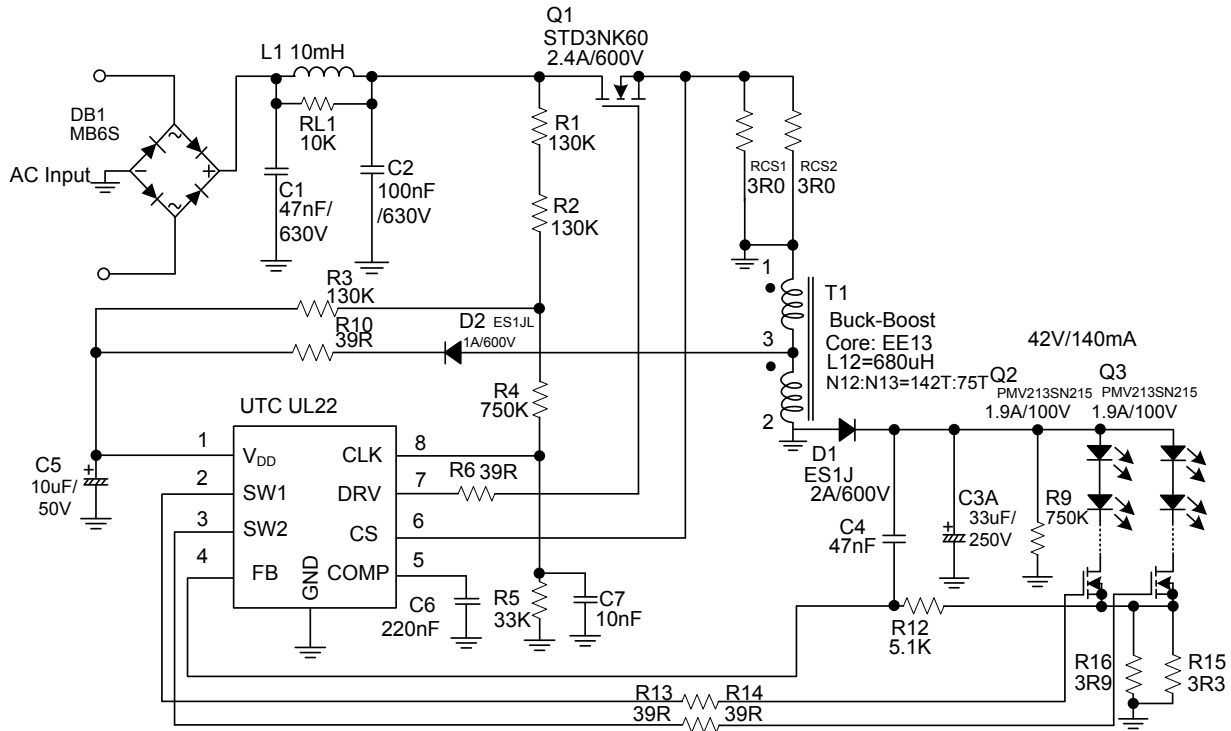 Q1
STD3NK60
2.4A/600V
L1 10mH
DB1
MB6S
RL1
10K
R1
130K
AC Input
~
~
−
+
C1
47nF/
630V
C2
100nF
/630V
R2
130K
RCS1
3R0
RCS2
3R0
R3
130K
R10
39R
D2 ES1JL
1A/600V
1
3
2
T1
Buck-Boost
Core: EE13
L12=680uH
N12:N13=142T:75T
42V/140mA
Q2
PMV213SN215
1.9A/100V
Q3
PMV213SN215
1.9A/100V
R4
750K
UTC UL22
1
VDD
2
SW1
3
SW2
4
FB
GND
CLK
8
DRV
7
CS
6
COMP
5
C5
+
10uF/
50V
R6 39R
D1
ES1J
2A/600V
C4
47nF
C3A
+
33uF/
250V
R9
750K
C6
220nF
R5
33K
C7
10nF
R12
5.1K
R16
3R9
R15
3R3
R13 R14
39R 39R